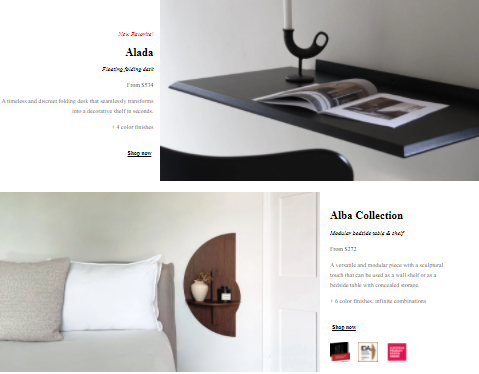 New Favorite!
Alada
Floating folding desk
From $574
A timeless and discreet folding desk that seamlessly transforms
into a decorative shelf in seconds.
+ 4 color finishes
Shop now
Alba Collection
Modular bedside table & shelf
From $272
A versatile and modular piece with a sculptural
touch that can be used as a wall shelf or as a
bedside table with concealed storage.
+ 6 color finishes, infinite combinations
Shop now
IDA